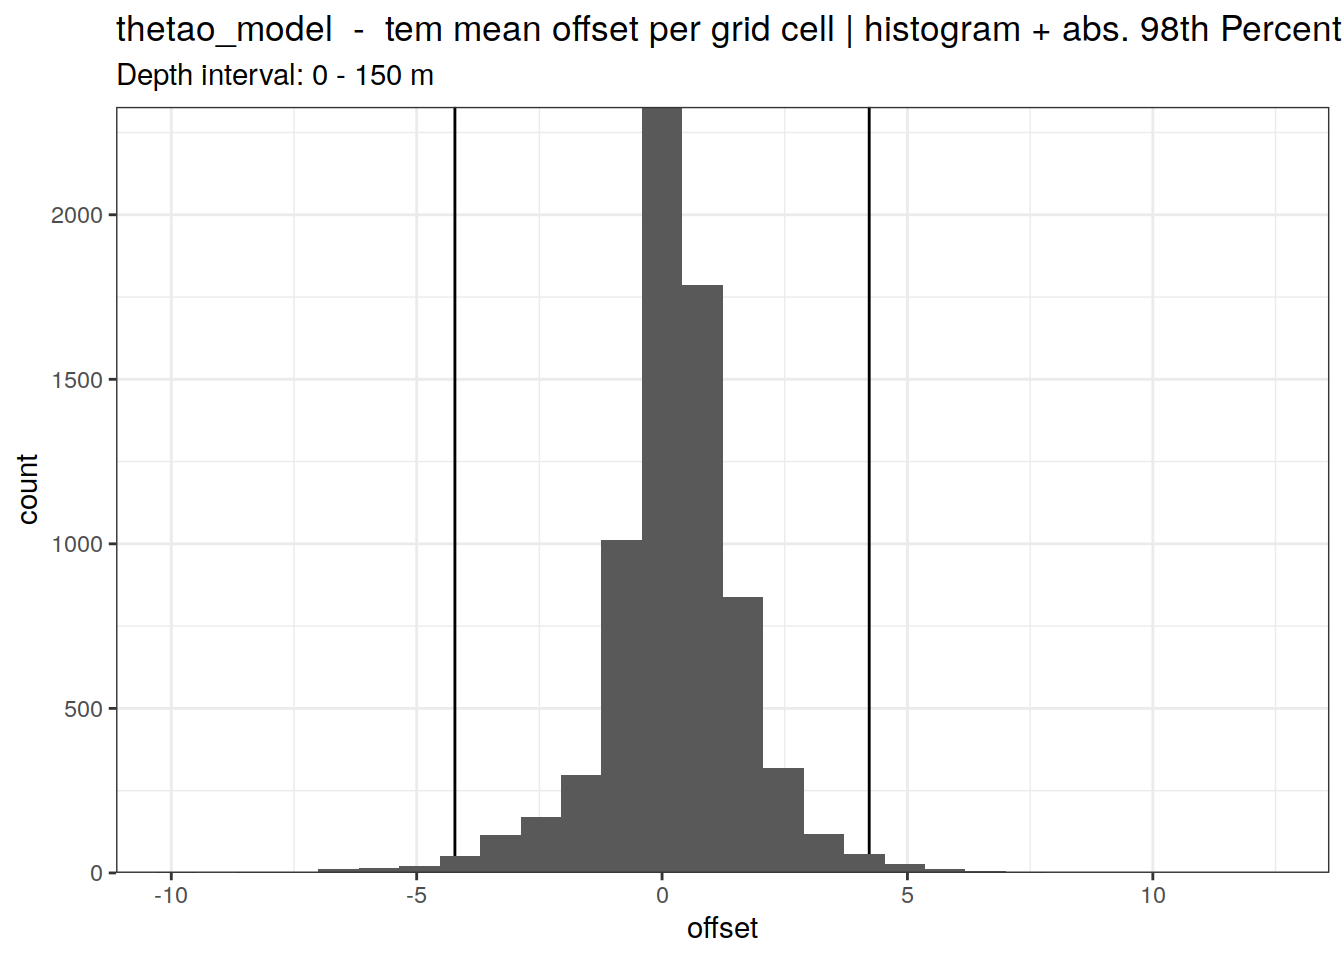 thetao_model  -  tem mean offset per grid cell | histogram + abs. 98th Percent
Depth interval: 0 - 150 m
2000
1500
1000
500
0
count
-10 -5 0 5 10
offset